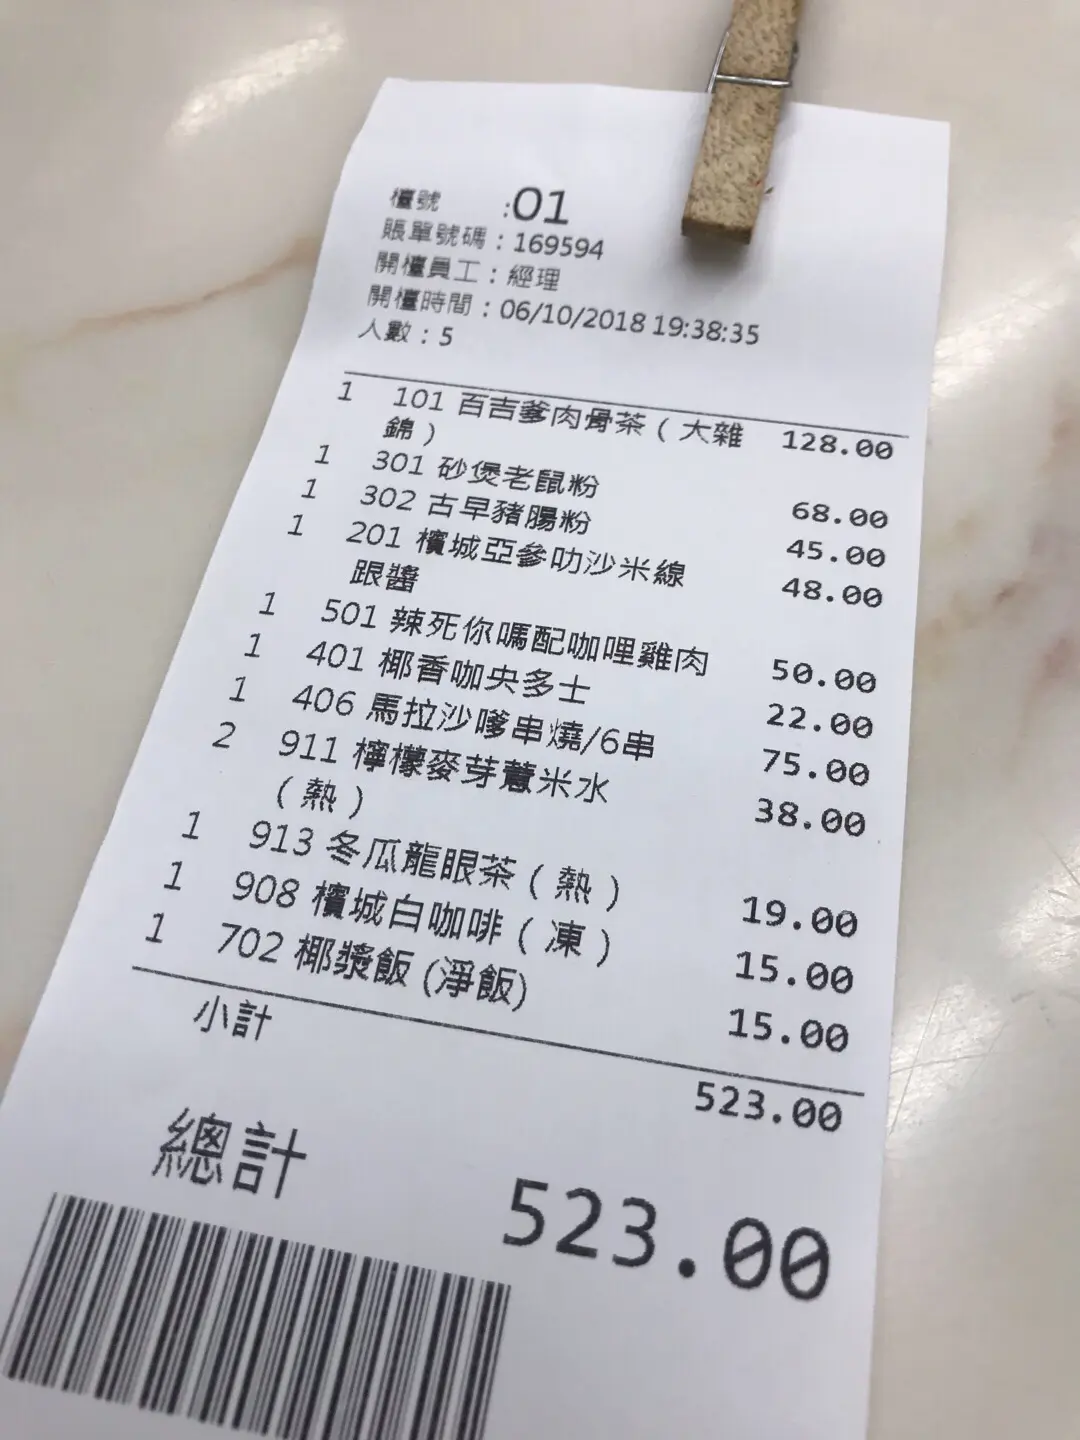 檯號 :01
賬單號碼：169594
開檯員工：經理
開檯時間：06/10/2018 19:38:35
人數：5
1 101 百吉爹肉骨茶（大雜 128.00
錦）
1 301 砂煲老鼠粉 68.00
1 302 古早豬腸粉 45.00
1 201 檳城亞參叻沙米線 48.00
跟醬
1 501 辣死你嗎配咖哩雞肉 50.00
1 401 椰香咖央多士 22.00
1 406 馬拉沙嗲串燒/6串 75.00
2 911 檸檬麥芽薏米水 38.00
（熱）
1 913 冬瓜龍眼茶（熱） 19.00
1 908 檳城白咖啡（凍） 15.00
1 702 椰漿飯 (淨飯) 15.00
小計 523.00
總計 523.00